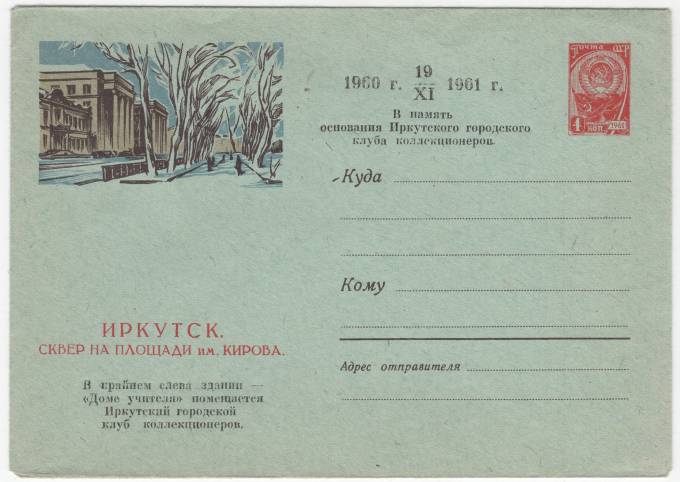 1960 г. 19/XI 1961 г.
В память
основания Иркутского городского
клуба коллекционеров.
почта СССР
4 коп 1961
Куда
Кому
Адрес отправителя
ИРКУТСК.
СКВЕР НА ПЛОЩАДИ им. КИРОВА.
В крайнем слева здании —
«Доме учителя» помещается
Иркутский городской
клуб коллекционеров.